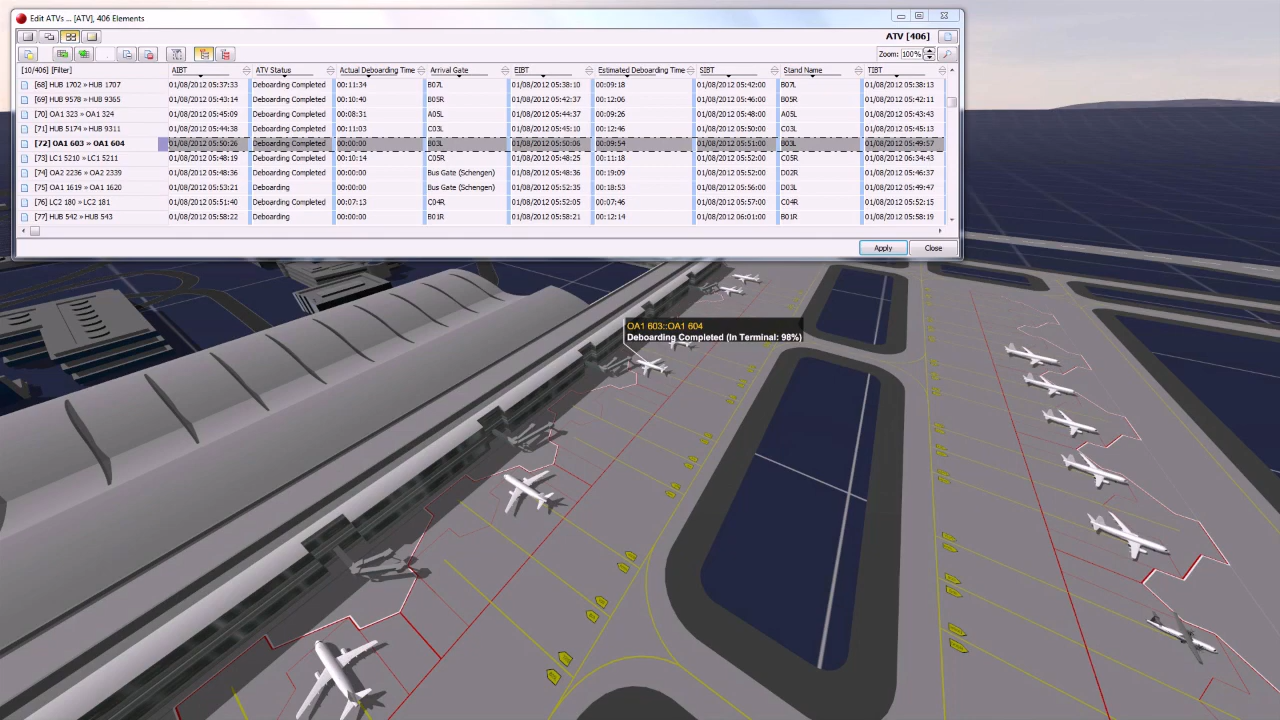 Edit ATVs ... [ATV], 406 Elements
ATV [406]
Zoom: 100%
[10/406] [Filter] AIBT ATV Status Actual Deboarding Time Arrival Gate EIBT Estimated Deboarding Time SIBT Stand Name TIBT
[68] HUB 1702 » HUB 1707 01/08/2012 05:37:33 Deboarding Completed 00:11:34 B07L 01/08/2012 05:38:10 00:09:18 01/08/2012 05:42:00 B07L 01/08/2012 05:38:13
[69] HUB 9578 » HUB 9365 01/08/2012 05:43:14 Deboarding Completed 00:10:40 B05R 01/08/2012 05:42:37 00:12:06 01/08/2012 05:46:00 B05R 01/08/2012 05:42:11
[70] OA1 323 » OA1 324 01/08/2012 05:45:09 Deboarding Completed 00:08:31 A05L 01/08/2012 05:44:37 00:09:26 01/08/2012 05:48:00 A05L 01/08/2012 05:43:43
[71] HUB 5174 » HUB 9311 01/08/2012 05:44:38 Deboarding Completed 00:11:03 C03L 01/08/2012 05:45:10 00:12:46 01/08/2012 05:50:00 C03L 01/08/2012 05:45:13
[72] OA1 603 » OA1 604 01/08/2012 05:50:26 Deboarding Completed 00:00:00 B03L 01/08/2012 05:50:06 00:09:54 01/08/2012 05:51:00 B03L 01/08/2012 05:49:57
[73] LC1 5210 » LC1 5211 01/08/2012 05:48:19 Deboarding Completed 00:10:14 C05R 01/08/2012 05:48:25 00:11:18 01/08/2012 05:52:00 C05R 01/08/2012 06:34:43
[74] OA2 2236 » OA2 2339 01/08/2012 05:48:36 Deboarding Completed 00:00:00 Bus Gate (Schengen) 01/08/2012 05:48:36 00:19:09 01/08/2012 05:52:00 D02R 01/08/2012 05:46:37
[75] OA1 1619 » OA1 1620 01/08/2012 05:53:21 Deboarding 00:00:00 Bus Gate (Schengen) 01/08/2012 05:52:35 00:18:53 01/08/2012 05:56:00 D03L 01/08/2012 05:49:47
[76] LC2 180 » LC2 181 01/08/2012 05:51:40 Deboarding Completed 00:07:13 C04R 01/08/2012 05:52:06 00:07:46 01/08/2012 05:57:00 C04R 01/08/2012 05:52:15
[77] HUB 542 » HUB 543 01/08/2012 05:58:22 Deboarding 00:00:00 B01R 01/08/2012 05:58:21 00:12:14 01/08/2012 06:01:00 B01R 01/08/2012 05:58:19
Apply Close
OA1 603::OA1 604
Deboarding Completed (In Terminal: 98%)